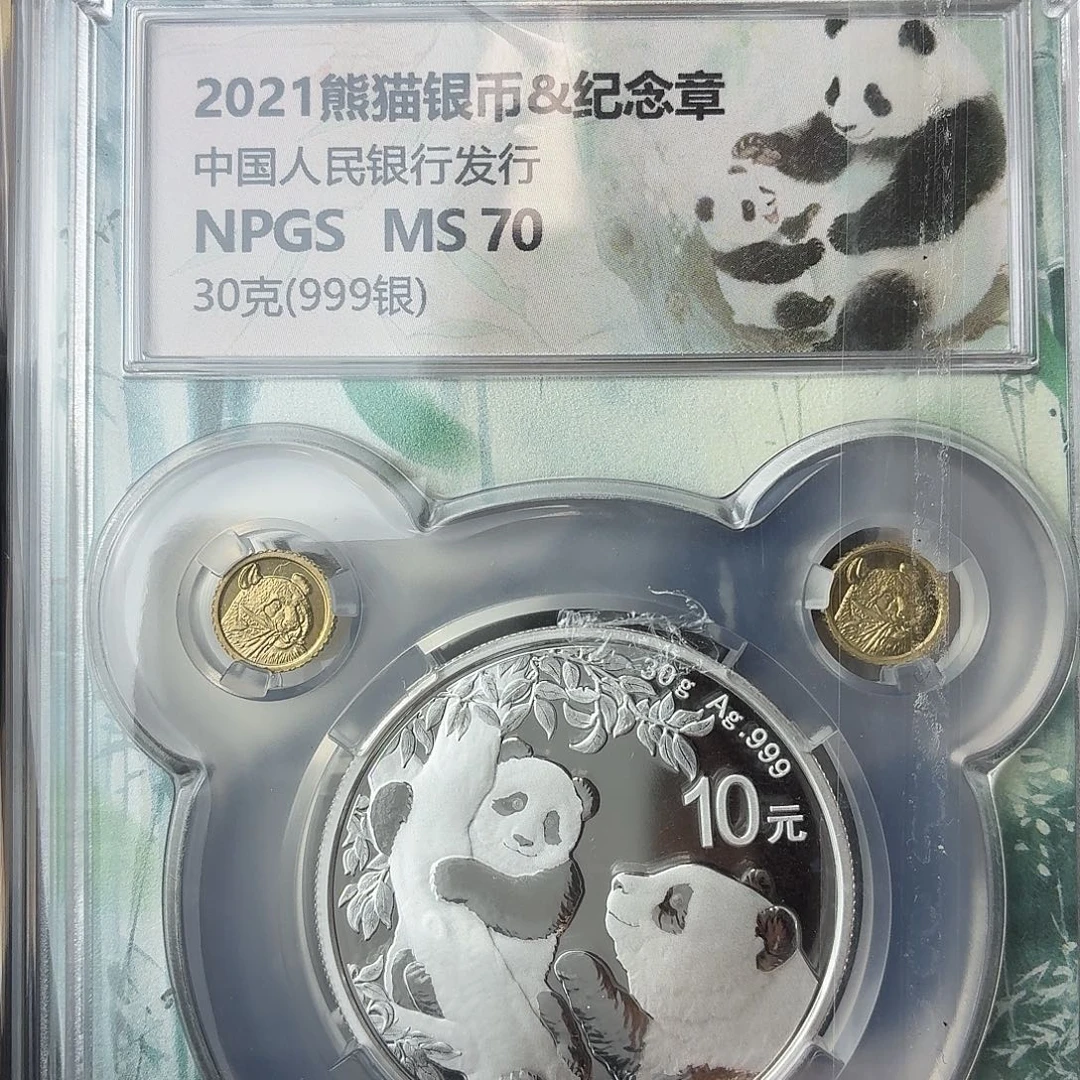 2021熊猫银币&纪念章
中国人民银行发行
NPGS MS 70
30克(999银)
30g Ag.999
10元